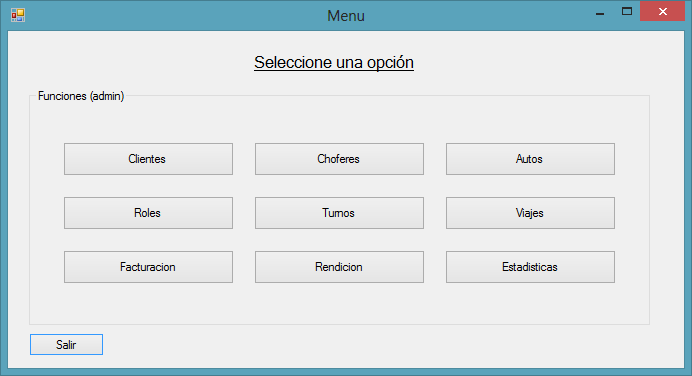 Menu
Seleccione una opción
Funciones (admin)
Clientes Choferes Autos
Roles Turnos Viajes
Facturacion Rendicion Estadisticas
Salir